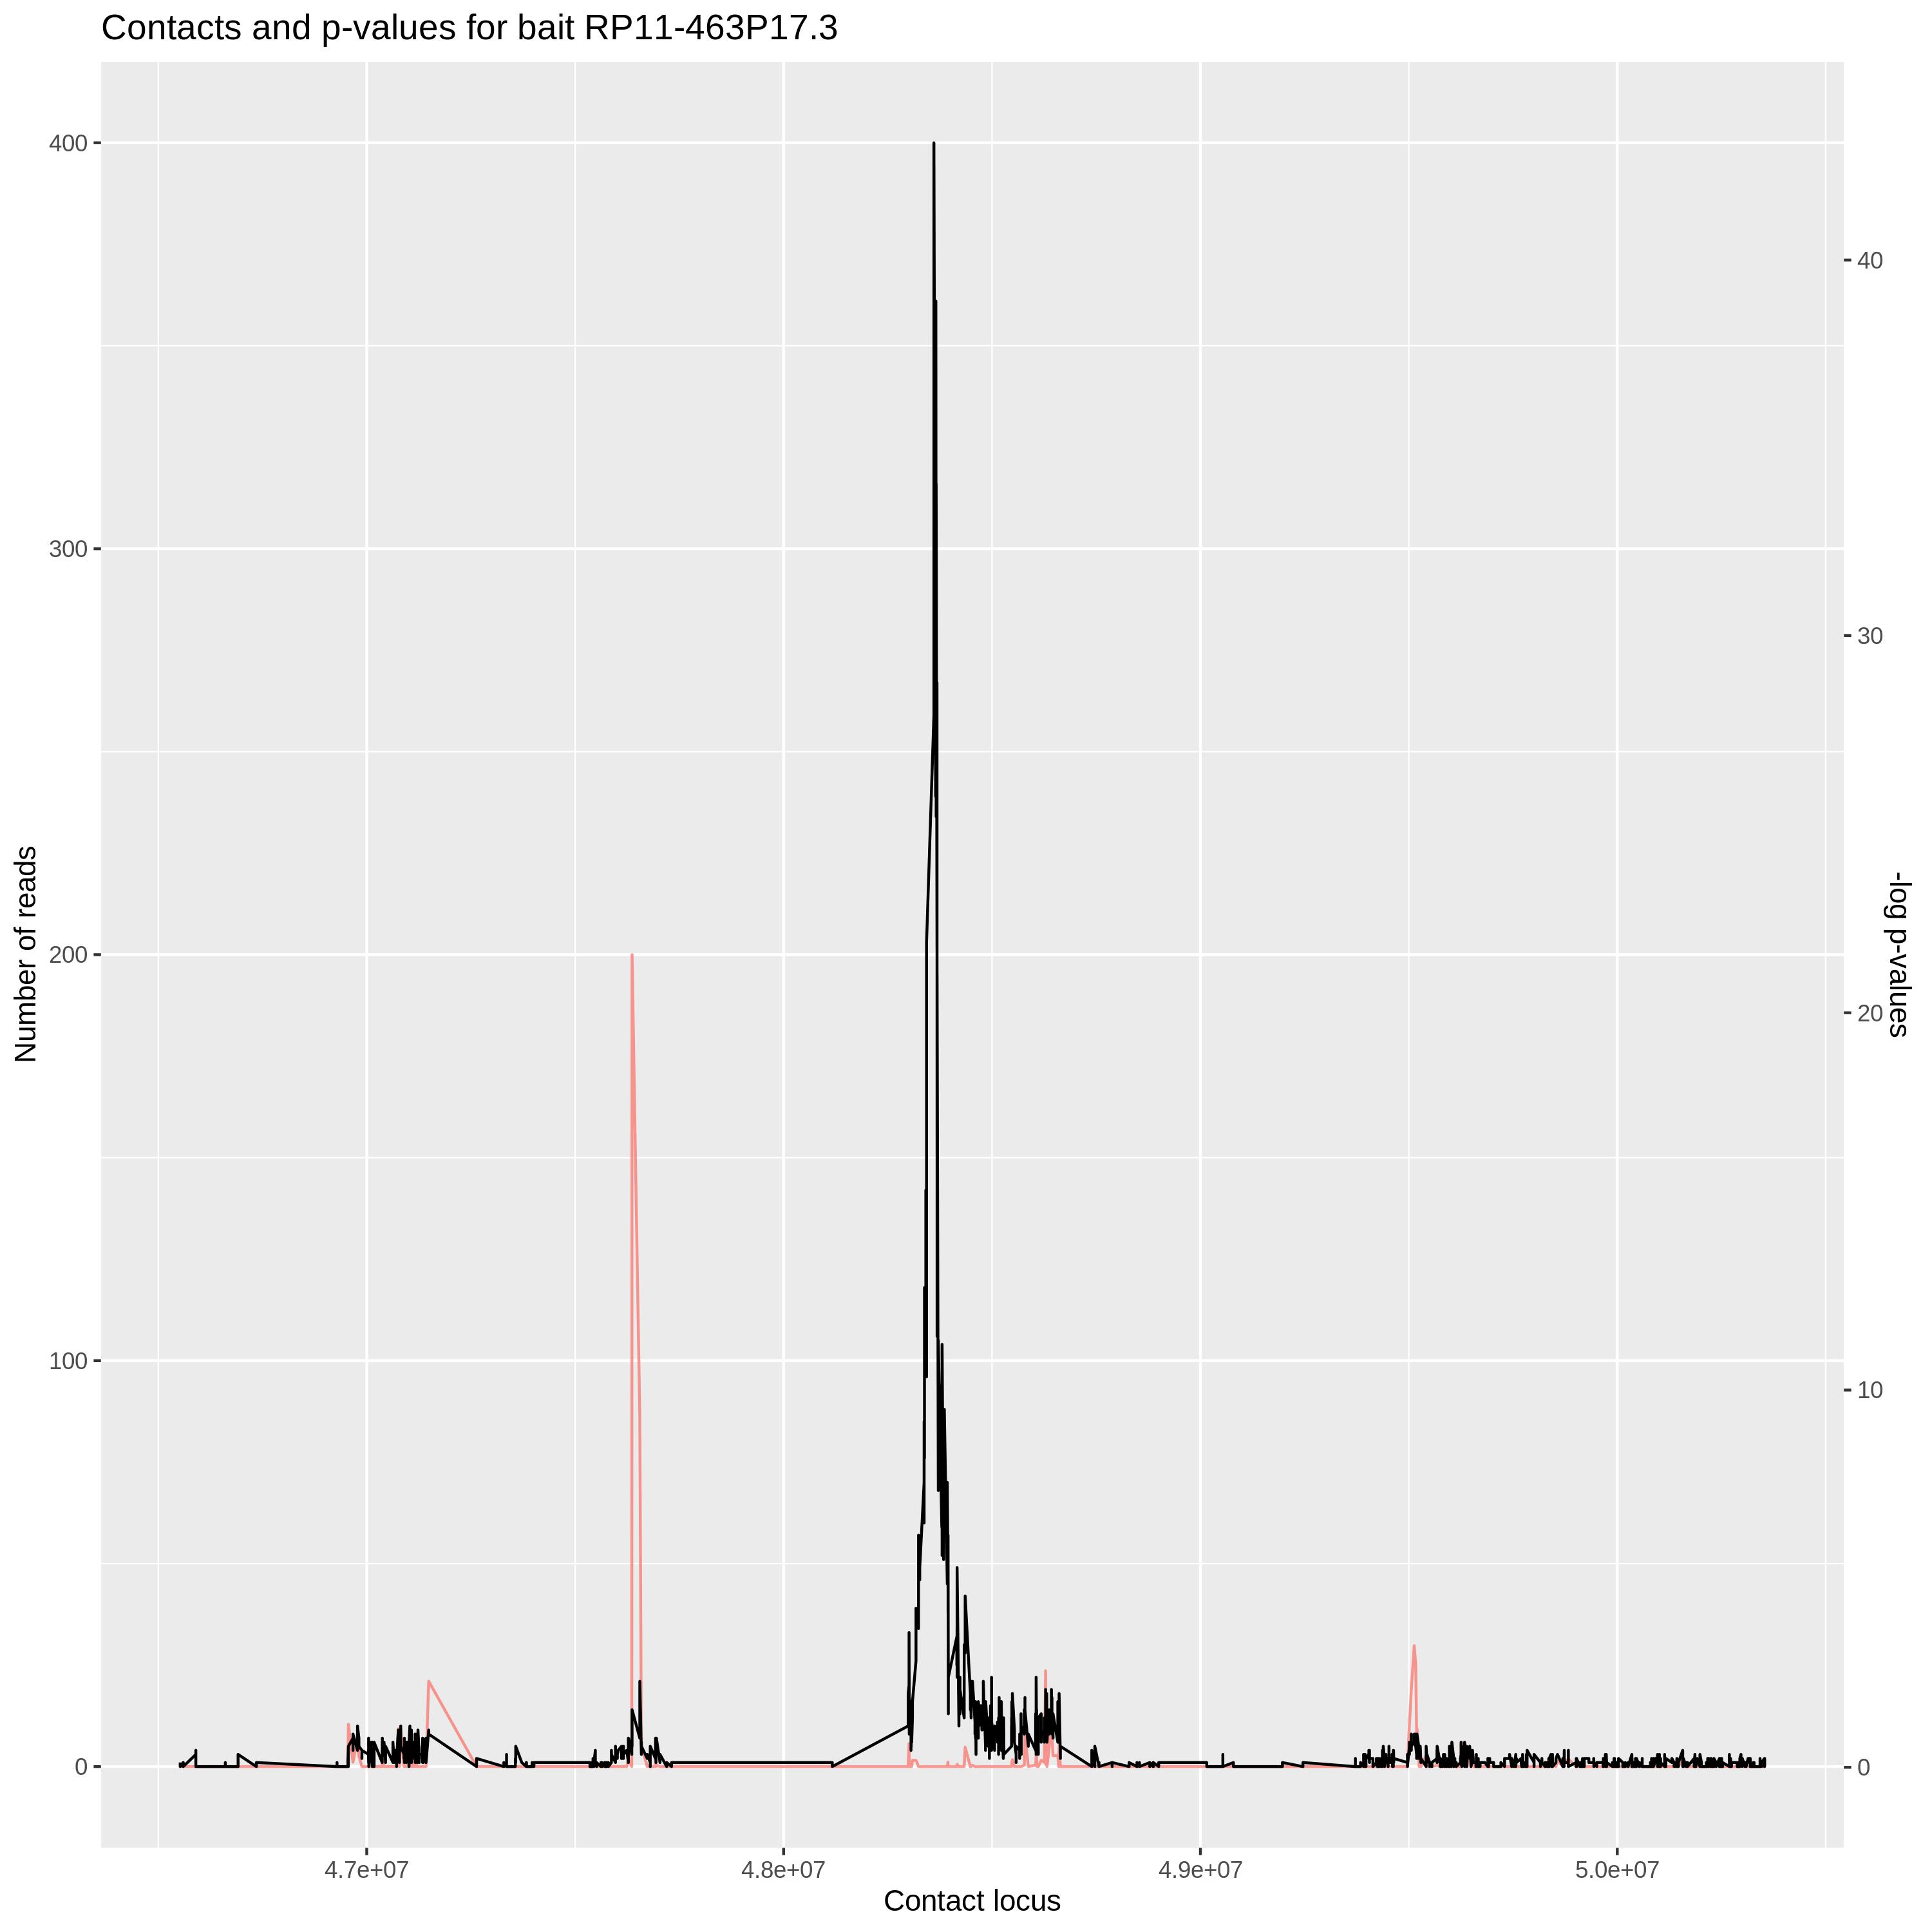 Contacts and p-values for bait RP11-463P17.3
400
300
200
100
0
Number of reads
40
30
20
10
0
-log p-values
4.7e+07
4.8e+07
4.9e+07
5.0e+07
Contact locus